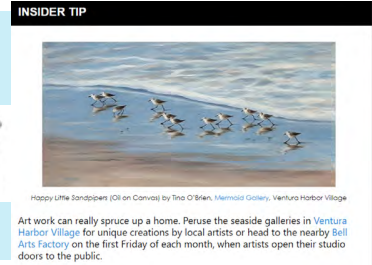 INSIDER TIP
Happy Little Sandpipers (Oil on Canvas) by Tina O'Brien, Mermaid Gallery, Ventura Harbor Village
Art work can really spruce up a home. Peruse the seaside galleries in Ventura
Harbor Village for unique creations by local artists or head to the nearby Bell
Arts Factory on the first Friday of each month, when artists open their studio
doors to the public.